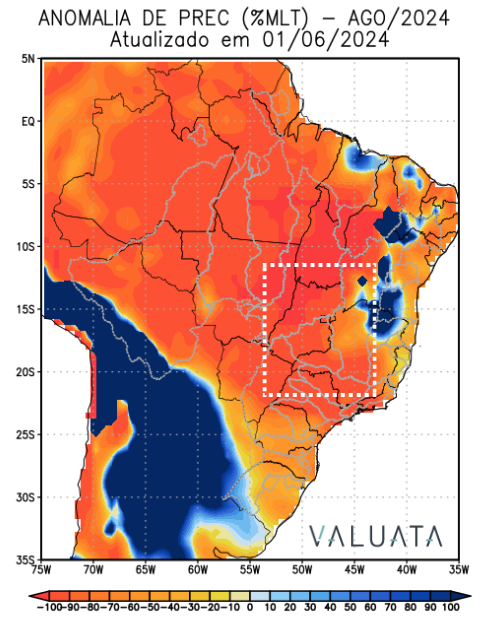 ANOMALIA DE PREC (%MLT) – AGO/2024
Atualizado em 01/06/2024
5N
EQ
5S
10S
15S
20S
25S
30S
35S
VALUATA
75W 70W 65W 60W 55W 50W 45W 40W 35W
-100-90-80-70-60-50-40-30-20-10 0 10 20 30 40 50 60 70 80 90 100